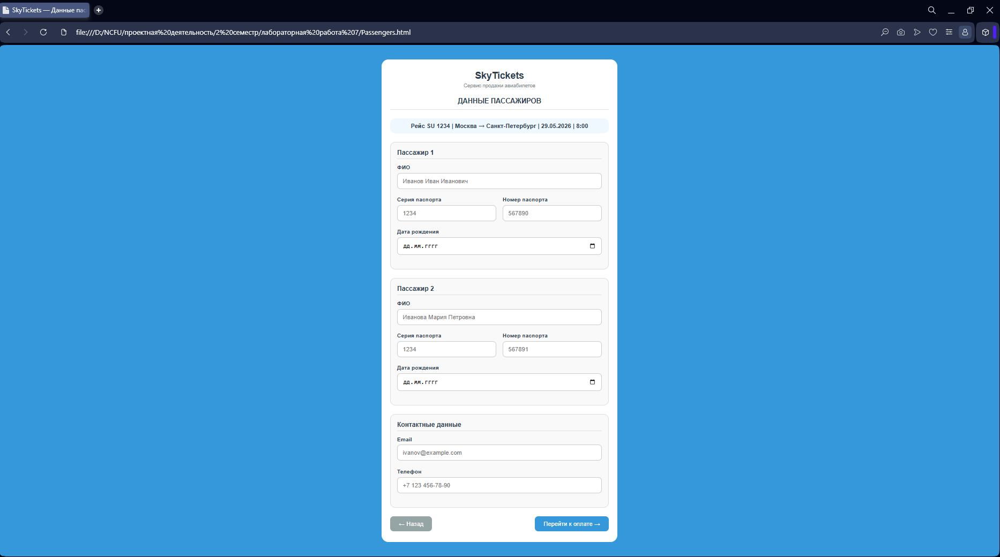 SkyTickets — Данные пас
file:///D:/NCFU/проектная%20деятельность/2%20семестр/лабораторная%20работа%207/Passengers.html
SkyTickets
Сервис продажи авиабилетов
ДАННЫЕ ПАССАЖИРОВ
Рейс SU 1234 | Москва → Санкт-Петербург | 29.05.2026 | 8:00
Пассажир 1
ФИО
Иванов Иван Иванович
Серия паспорта Номер паспорта
1234 567890
Дата рождения
дд.мм.гггг
Пассажир 2
ФИО
Иванова Мария Петровна
Серия паспорта Номер паспорта
1234 567891
Дата рождения
дд.мм.гггг
Контактные данные
Email
ivanov@example.com
Телефон
+7 123 456-78-90
← Назад Перейти к оплате →